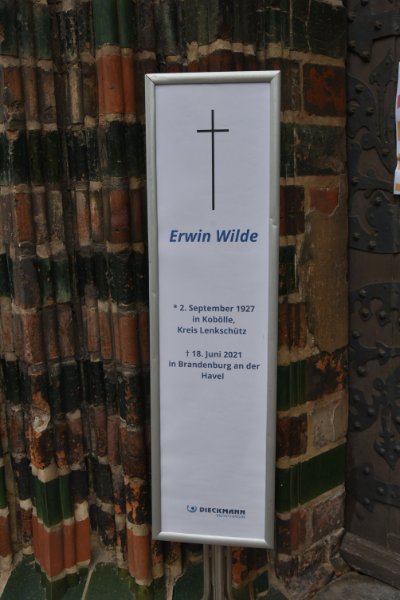 Erwin Wilde
* 2. September 1927
in Kobölle,
Kreis Lenkschütz
† 18. Juni 2021
in Brandenburg an der
Havel
DIECKMANN